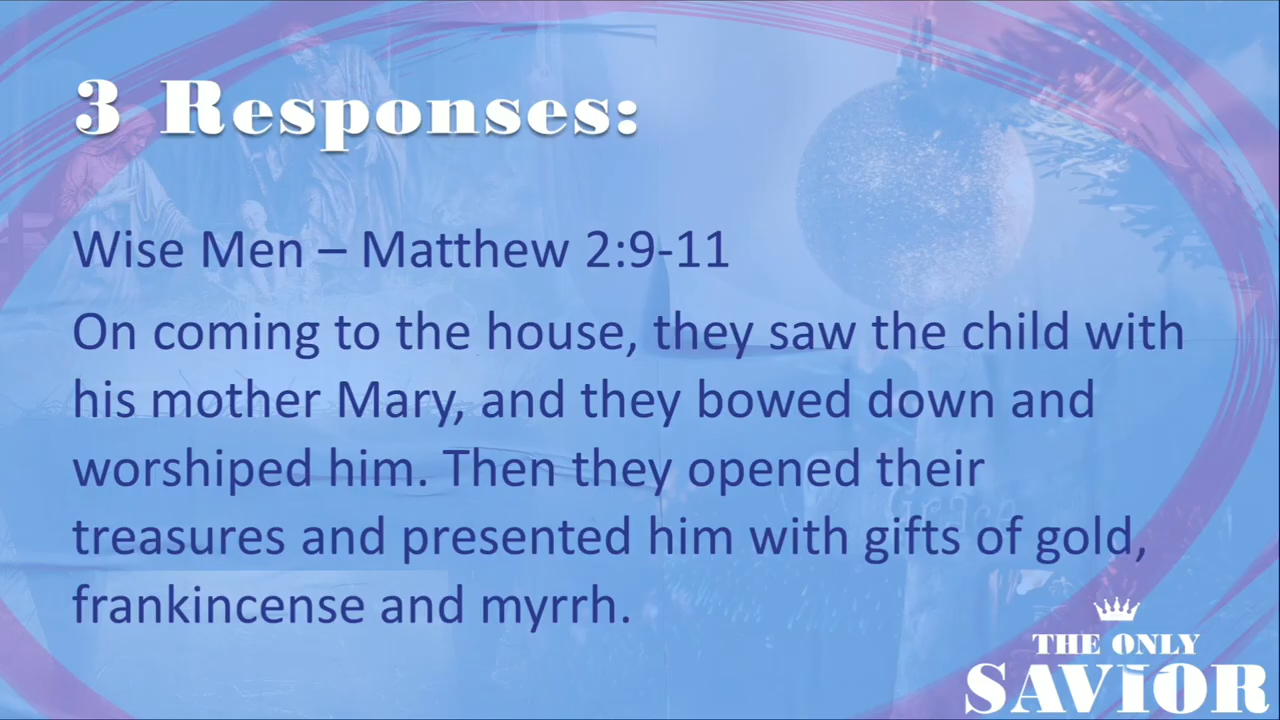 3 Responses:
Wise Men – Matthew 2:9-11
On coming to the house, they saw the child with
his mother Mary, and they bowed down and
worshiped him. Then they opened their
treasures and presented him with gifts of gold,
frankincense and myrrh.
Grace
THE ONLY
SAVIOR